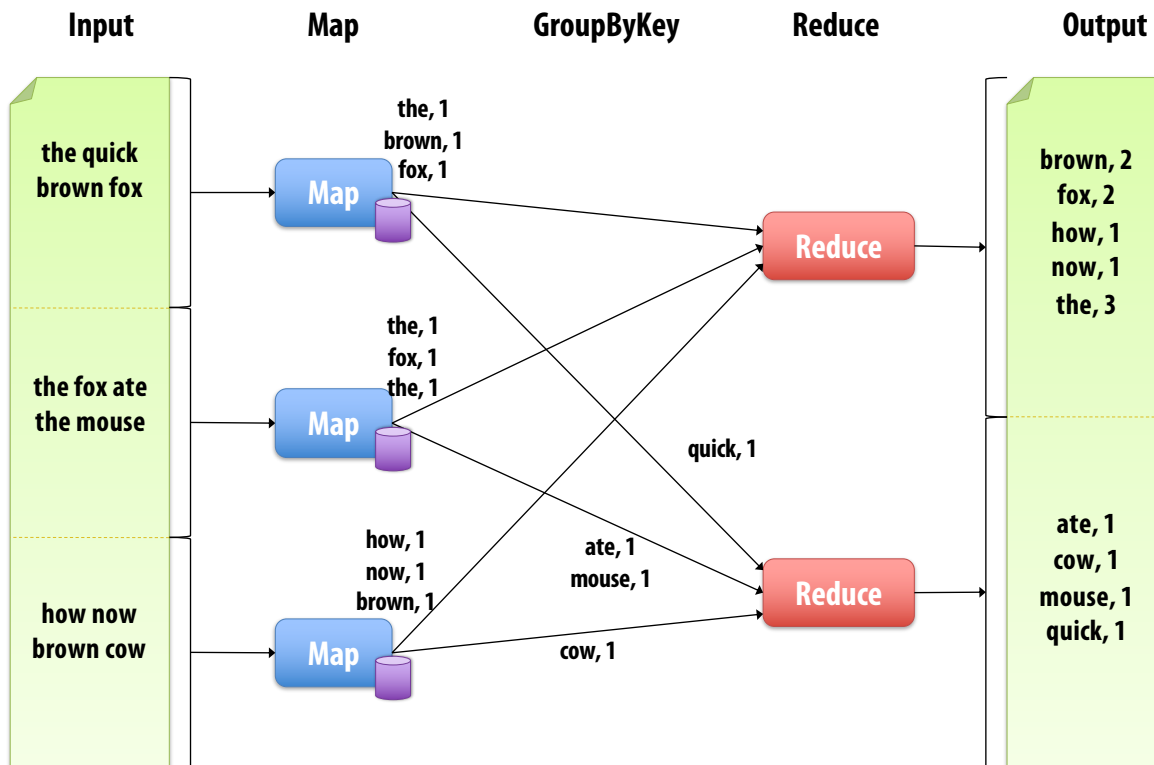 Input
Map
GroupByKey
Reduce
Output
the quick
brown fox
the fox ate
the mouse
how now
brown cow
Map
the, 1
brown, 1
fox, 1
Map
the, 1
fox, 1
the, 1
Map
how, 1
now, 1
brown, 1
quick, 1
ate, 1
mouse, 1
cow, 1
Reduce
Reduce
brown, 2
fox, 2
how, 1
now, 1
the, 3
ate, 1
cow, 1
mouse, 1
quick, 1